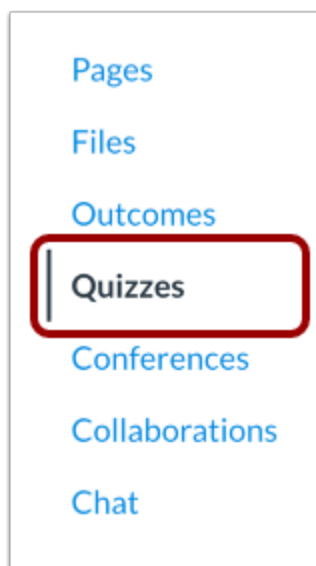 Pages
Files
Outcomes
Quizzes
Conferences
Collaborations
Chat